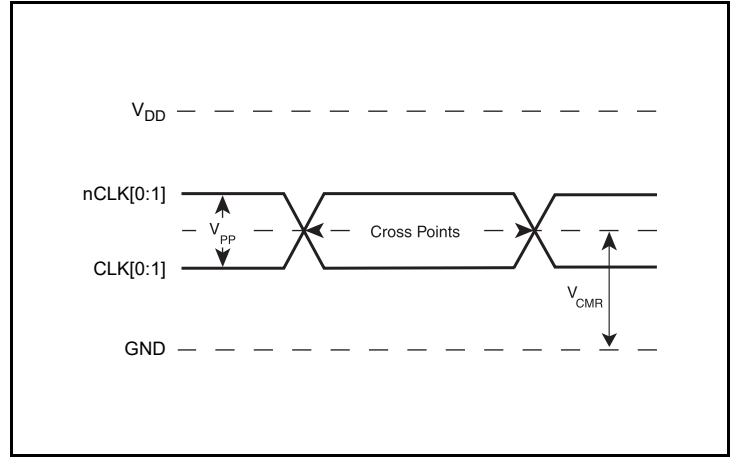 VDD
nCLK[0:1]
VPP
Cross Points
CLK[0:1]
VCMR
GND